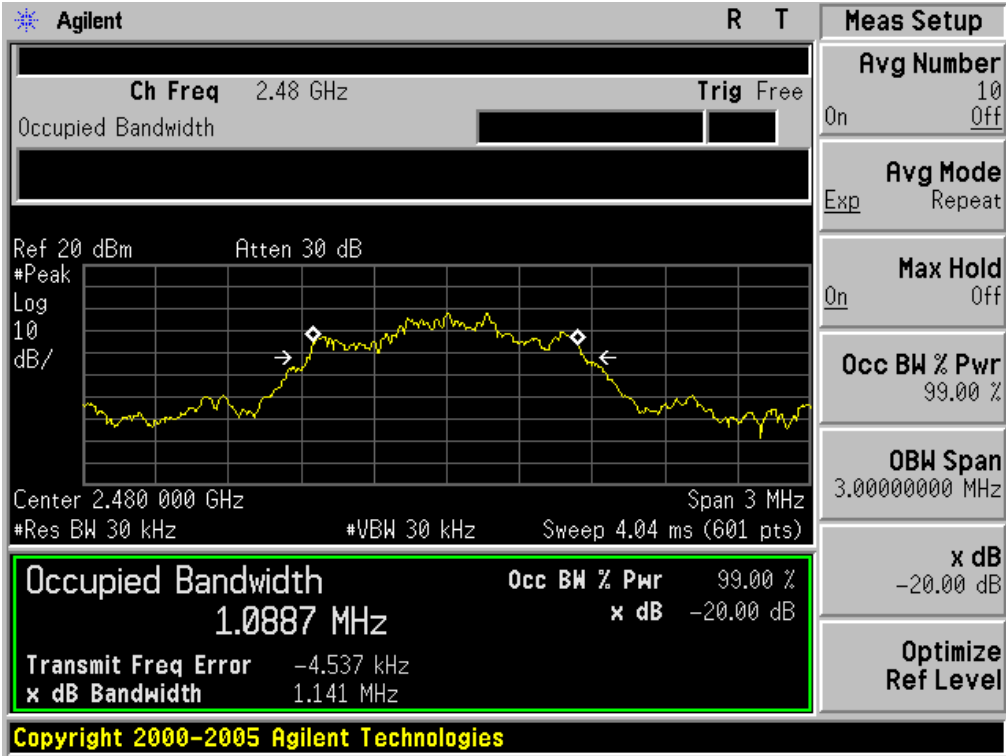 Agilent R T
Ch Freq 2.48 GHz Trig Free
Occupied Bandwidth
Ref 20 dBm Atten 30 dB
#Peak
Log
10
dB/
Center 2.480 000 GHz Span 3 MHz
#Res BW 30 kHz #VBW 30 kHz Sweep 4.04 ms (601 pts)
Occupied Bandwidth Occ BW % Pwr 99.00 %
1.0887 MHz x dB -20.00 dB
Transmit Freq Error -4.537 kHz
x dB Bandwidth 1.141 MHz
Copyright 2000-2005 Agilent Technologies
Meas Setup
Avg Number
10
On Off
Avg Mode
Exp Repeat
Max Hold
On Off
Occ BW % Pwr
99.00 %
OBW Span
3.00000000 MHz
x dB
-20.00 dB
Optimize
Ref Level